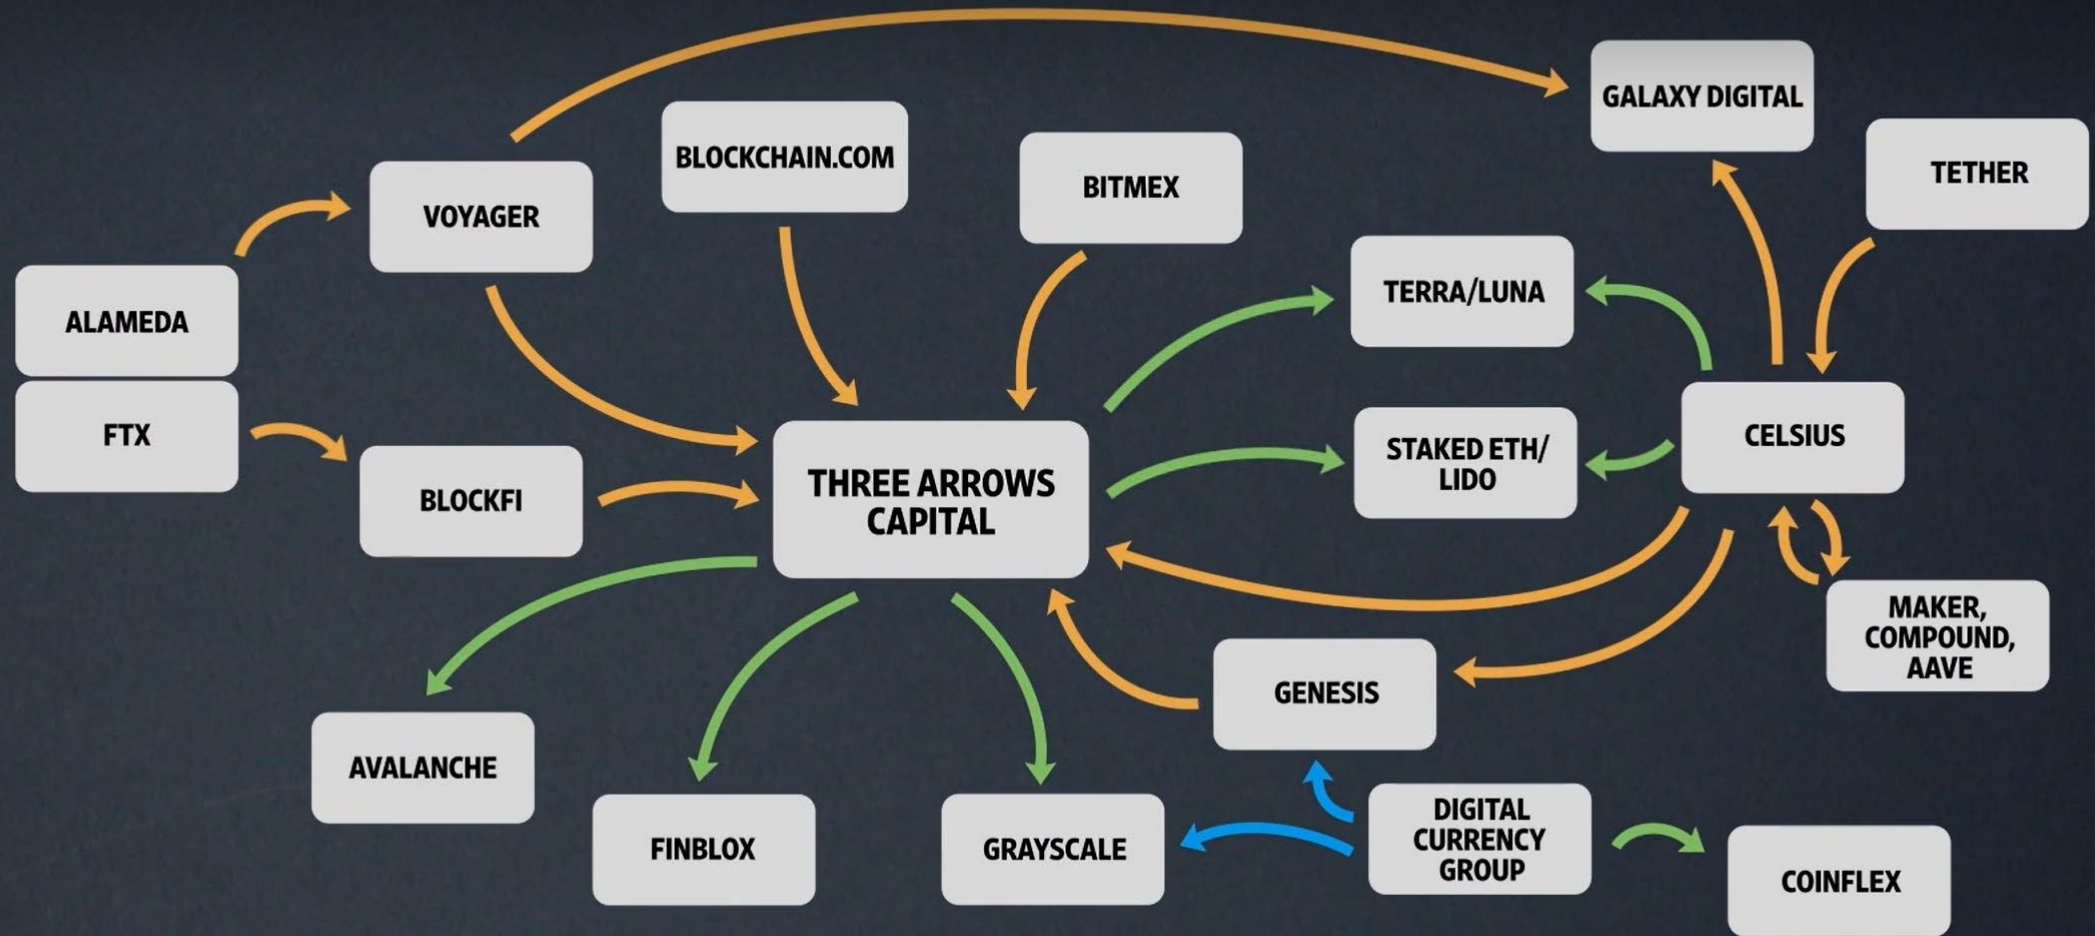 GALAXY DIGITAL
BLOCKCHAIN.COM
TETHER
BITMEX
VOYAGER
TERRA/LUNA
ALAMEDA
FTX
CELSIUS
STAKED ETH/
LIDO
BLOCKFI
THREE ARROWS
CAPITAL
MAKER,
COMPOUND,
AAVE
GENESIS
AVALANCHE
FINBLOX
GRAYSCALE
DIGITAL
CURRENCY
GROUP
COINFLEX